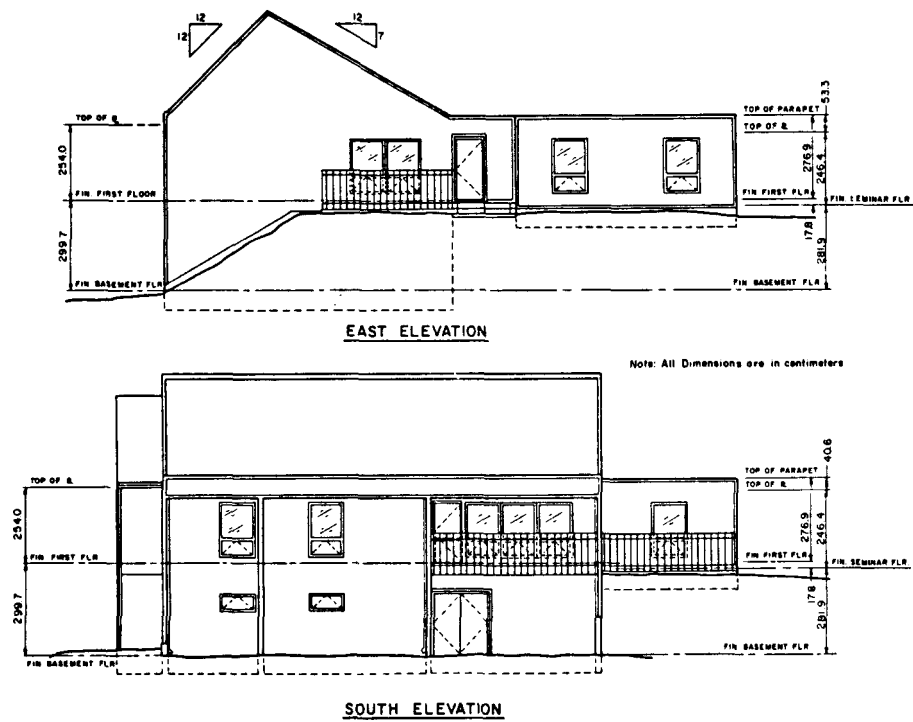 12
12
12
7
TOP OF PARAPET
53.3
TOP OF ⅊
TOP OF ⅊
254.0
276.9
246.4
FIN. FIRST FLOOR
FIN FIRST FLR
FIN. SEMINAR FLR
17.8
299.7
281.9
FIN BASEMENT FLR
FIN BASEMENT FLR
EAST ELEVATION
Note: All Dimensions are in centimeters
40.6
TOP OF PARAPET
TOP OF ⅊
TOP OF ⅊
254.0
276.9
246.4
FIN FIRST FLR
FIN FIRST FLR
FIN. SEMINAR FLR
17.8
299.7
281.9
FIN BASEMENT FLR
FIN BASEMENT FLR
SOUTH ELEVATION